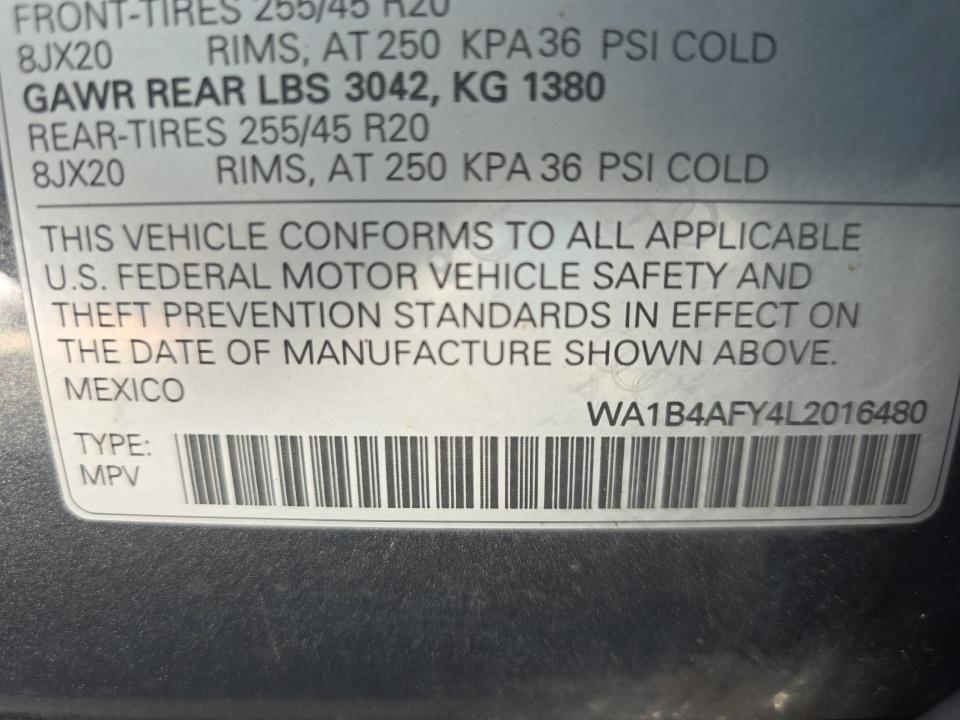 FRONT-TIRES 255/45 R20
8JX20 RIMS, AT 250 KPA 36 PSI COLD
GAWR REAR LBS 3042, KG 1380
REAR-TIRES 255/45 R20
8JX20 RIMS, AT 250 KPA 36 PSI COLD
THIS VEHICLE CONFORMS TO ALL APPLICABLE
U.S. FEDERAL MOTOR VEHICLE SAFETY AND
THEFT PREVENTION STANDARDS IN EFFECT ON
THE DATE OF MANUFACTURE SHOWN ABOVE.
MEXICO
WA1B4AFY4L2016480
TYPE:
MPV